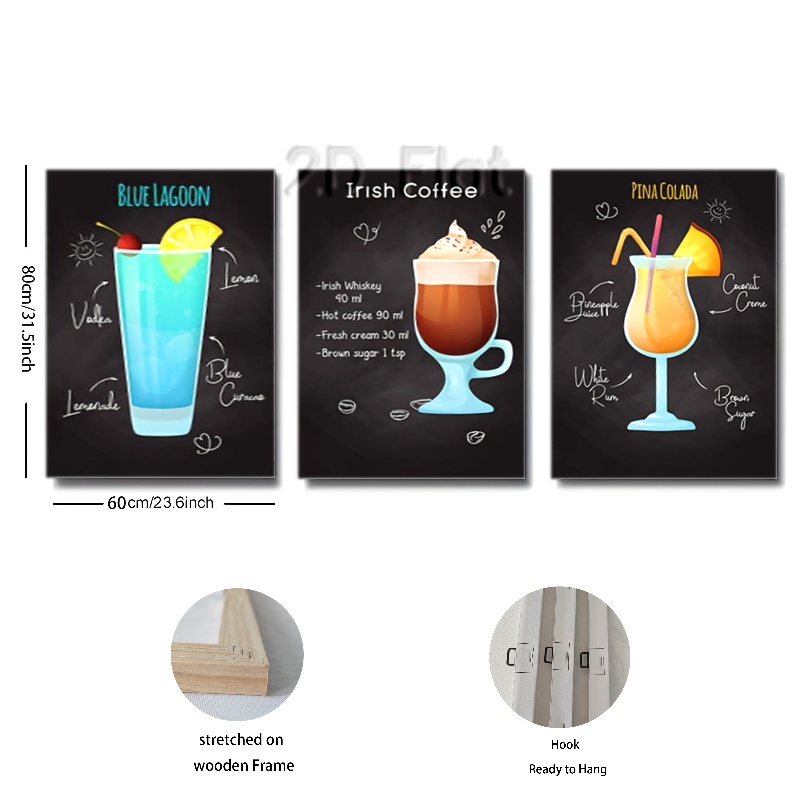 2D Flat
BLUE LAGOON
Lemon
Vodka
Blue
Curacao
Lemonade
Irish Coffee
-Irish Whiskey
40 ml
-Hot coffee 90 ml
-Fresh cream 30 ml
-Brown sugar 1 tsp
PINA COLADA
Pineapple
Juice
Coconut
Creme
White
Rum
Brown
Sugar
80cm/31.5inch
60cm/23.6inch
stretched on
wooden Frame
Hook
Ready to Hang